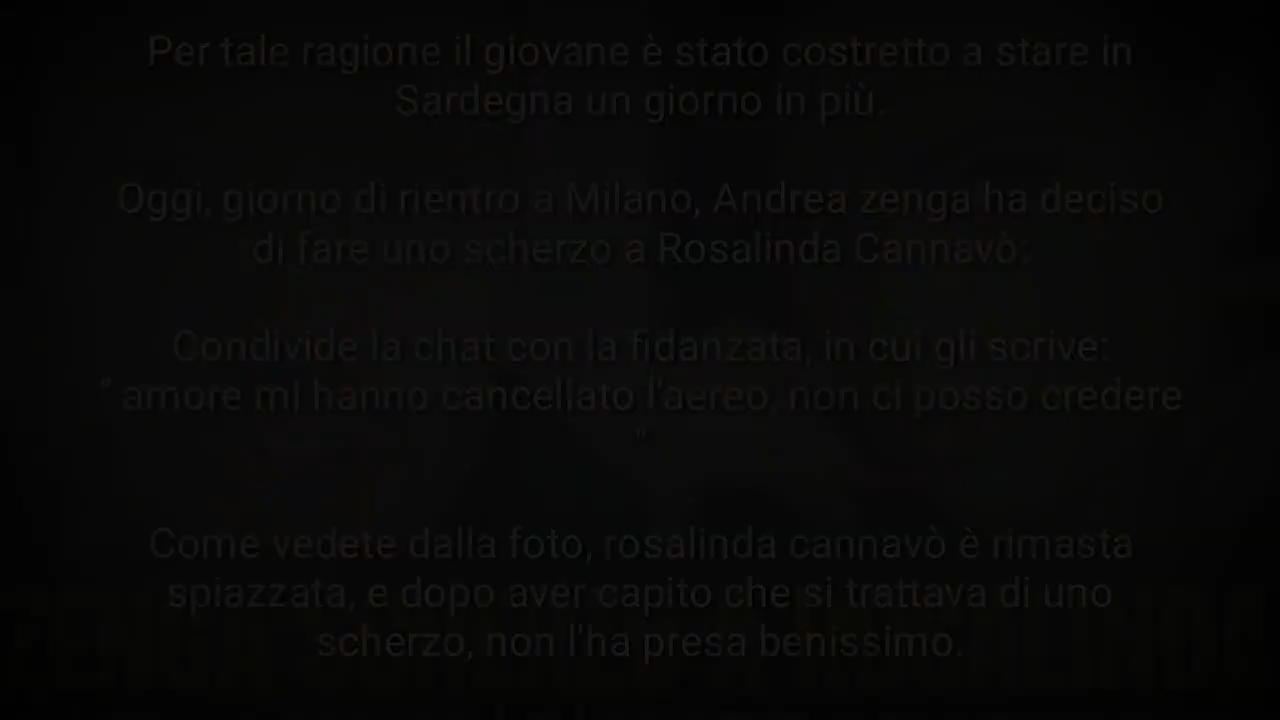 Per tale ragione il giovane è stato costretto a stare in
Sardegna un giorno in più.
Oggi, giorno di rientro a Milano, Andrea zenga ha deciso
di fare uno scherzo a Rosalinda Cannavò:
Condivide la chat con la fidanzata, in cui gli scrive:
" amore mi hanno cancellato l'aereo, non ci posso credere
"
Come vedete dalla foto, rosalinda cannavò è rimasta
spiazzata, e dopo aver capito che si trattava di uno
scherzo, non l'ha presa benissimo.